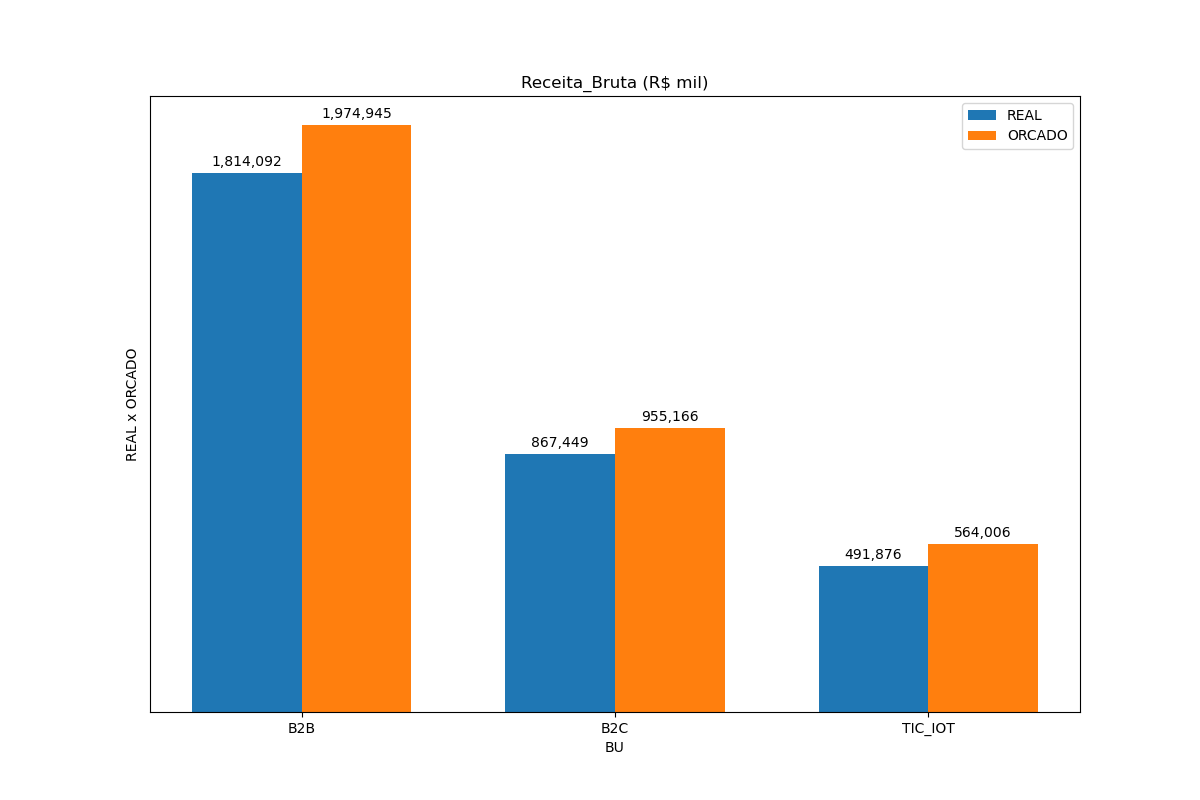 Receita_Bruta (R$ mil)
REAL
ORCADO
1,974,945
1,814,092
955,166
867,449
564,006
491,876
REAL x ORCADO
B2B
B2C
TIC_IOT
BU